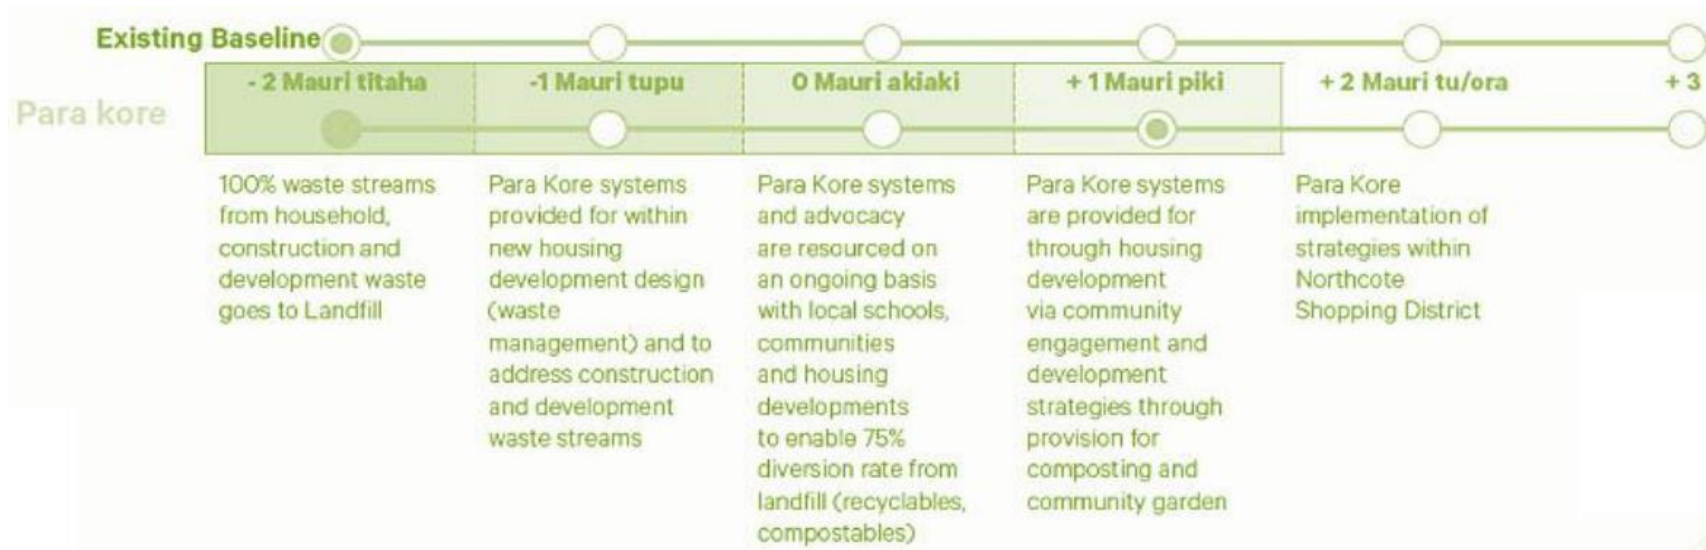 Existing Baseline
- 2 Mauri tītaha
-1 Mauri tupu
0 Mauri akiaki
+ 1 Mauri piki
+ 2 Mauri tu/ora
+ 3
Para kore
100% waste streams
from household,
construction and
development waste
goes to Landfill
Para Kore systems
provided for within
new housing
development design
(waste
management) and to
address construction
and development
waste streams
Para Kore systems
and advocacy
are resourced on
an ongoing basis
with local schools,
communities
and housing
developments
to enable 75%
diversion rate from
landfill (recyclables,
compostables)
Para Kore systems
are provided for
through housing
development
via community
engagement and
development
strategies through
provision for
composting and
community garden
Para Kore
implementation of
strategies within
Northcote
Shopping District